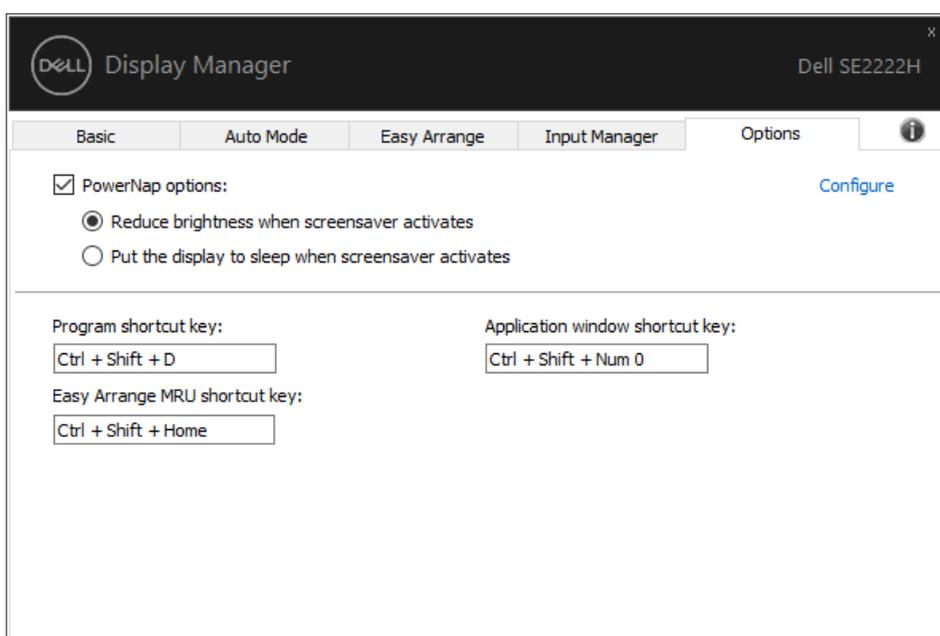 x
DELL Display Manager
Dell SE2222H
Basic Auto Mode Easy Arrange Input Manager Options
PowerNap options:
Configure
Reduce brightness when screensaver activates
Put the display to sleep when screensaver activates
Program shortcut key:
Application window shortcut key:
Ctrl + Shift + D
Ctrl + Shift + Num 0
Easy Arrange MRU shortcut key:
Ctrl + Shift + Home